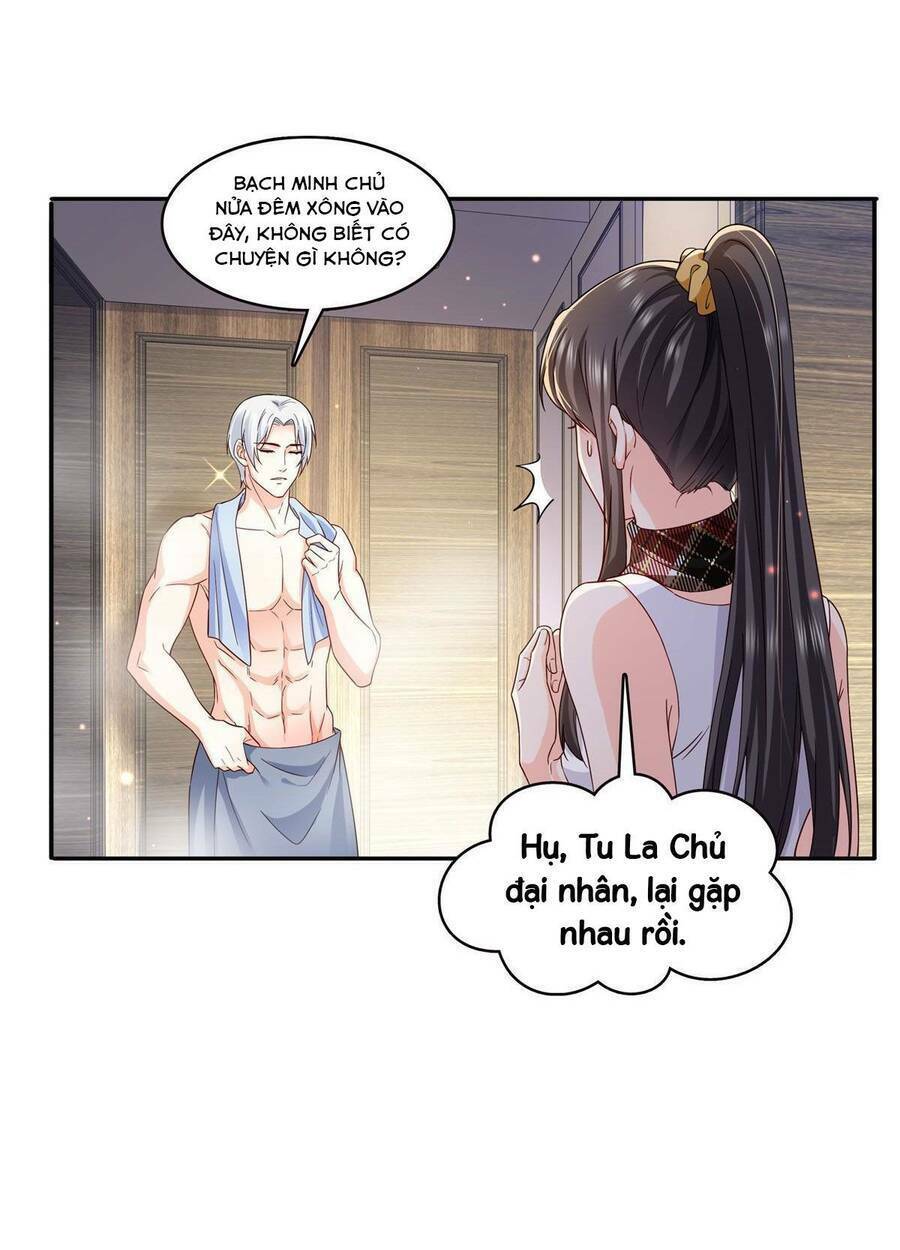 BẠCH MINH CHỦ
NỬA ĐÊM XÔNG VÀO
ĐÂY, KHÔNG BIẾT CÓ
CHUYỆN GÌ KHÔNG?
Hụ, Tu La Chủ
đại nhân, lại gặp
nhau rồi.